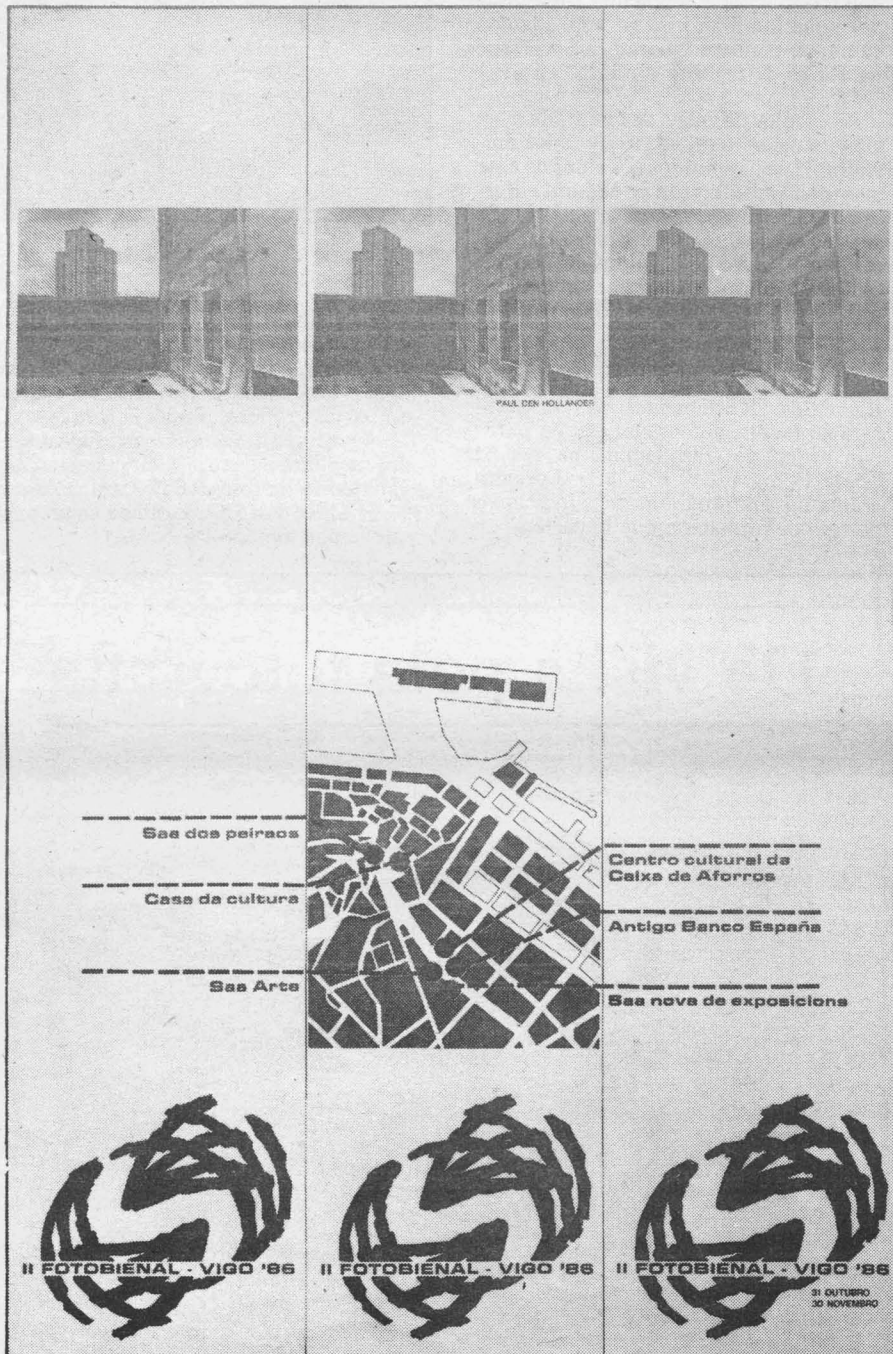 PAUL DEN HOLLANDER
Saa dos peiraos
Casa da cultura
Saa Arte
Centro cultural da
Caixa de Aforros
Antigo Banco España
Saa nova de exposicions
II FOTOBIENAL - VIGO '86
II FOTOBIENAL - VIGO '86
II FOTOBIENAL - VIGO '86
31 OUTUBRO
30 NOVEMBRO